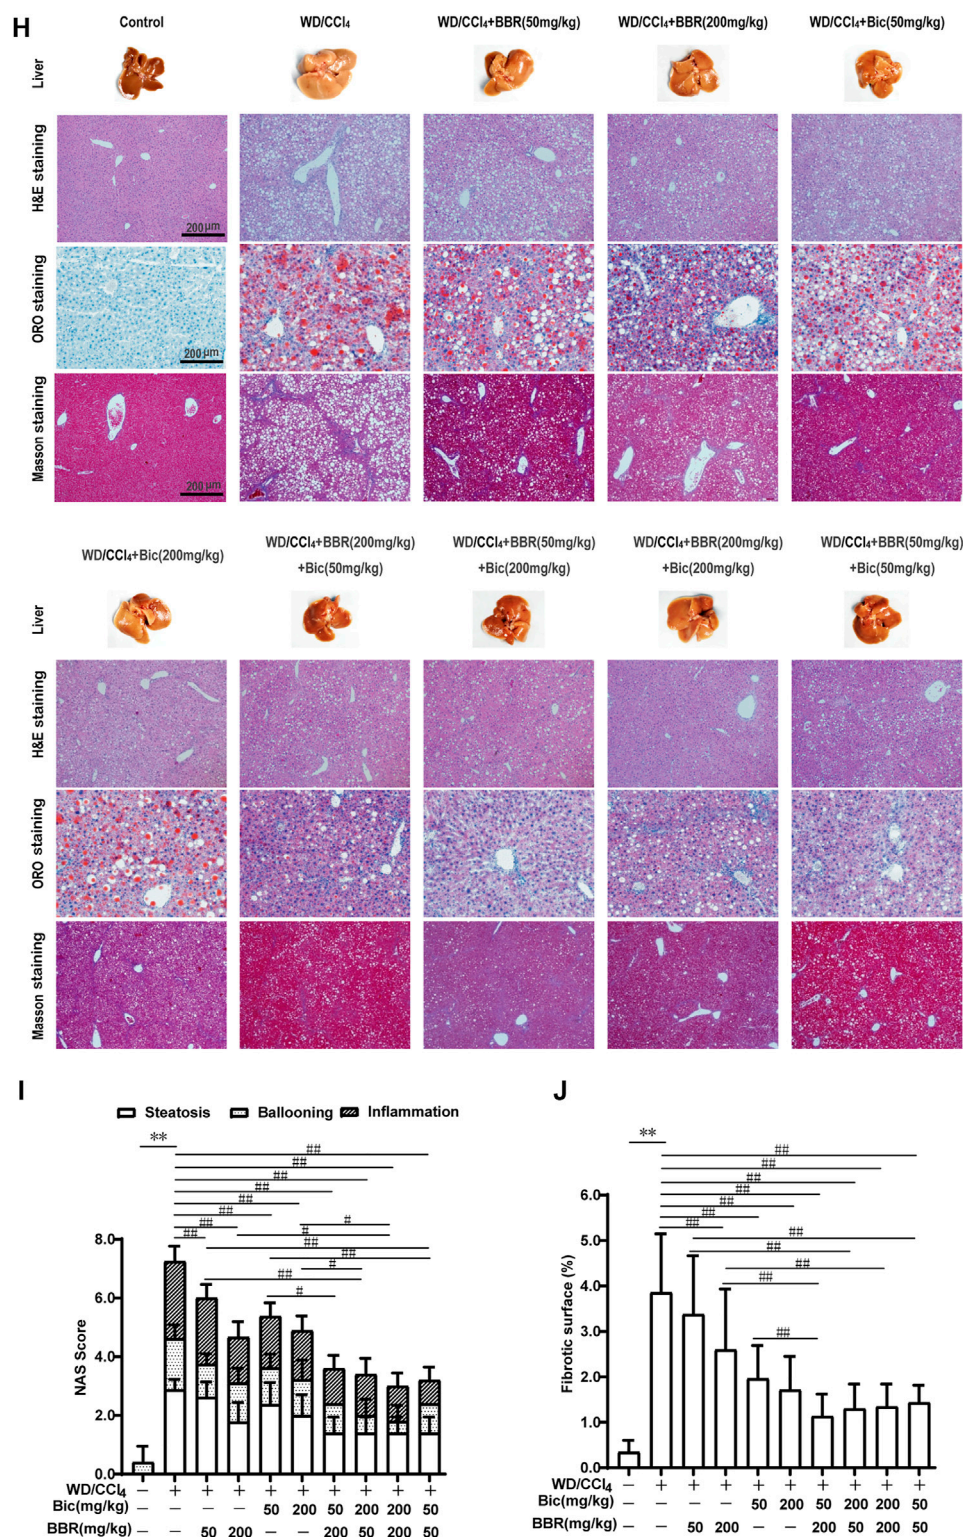 H
Control WD/CCl₄ WD/CCl₄+BBR(50mg/kg) WD/CCl₄+BBR(200mg/kg) WD/CCl₄+Bic(50mg/kg)
Liver
H&E staining
200 μm
ORO staining
200 μm
Masson staining
200 μm
WD/CCl₄+Bic(200mg/kg) WD/CCl₄+BBR(200mg/kg) WD/CCl₄+BBR(50mg/kg) WD/CCl₄+BBR(200mg/kg) WD/CCl₄+BBR(50mg/kg)
+Bic(50mg/kg) +Bic(200mg/kg) +Bic(200mg/kg) +Bic(50mg/kg)
Liver
H&E staining
ORO staining
Masson staining
I
Steatosis Ballooning Inflammation
**
##
##
##
##
##
## #
## #
## ##
##
## #
#
8.0
6.0
4.0
2.0
0.0
NAS Score
WD/CCl₄ − + + + + + + + + +
Bic(mg/kg) − − − − 50 200 50 200 200 50
BBR(mg/kg) − − 50 200 − − 200 50 200 50
J
**
##
##
##
##
##
##
## ##
##
##
##
##
6.0
5.0
4.0
3.0
2.0
1.0
0.0
Fibrotic surface (%)
WD/CCl₄ − + + + + + + + + +
Bic(mg/kg) − − − − 50 200 50 200 200 50
BBR(mg/kg) − − 50 200 − − 200 50 200 50